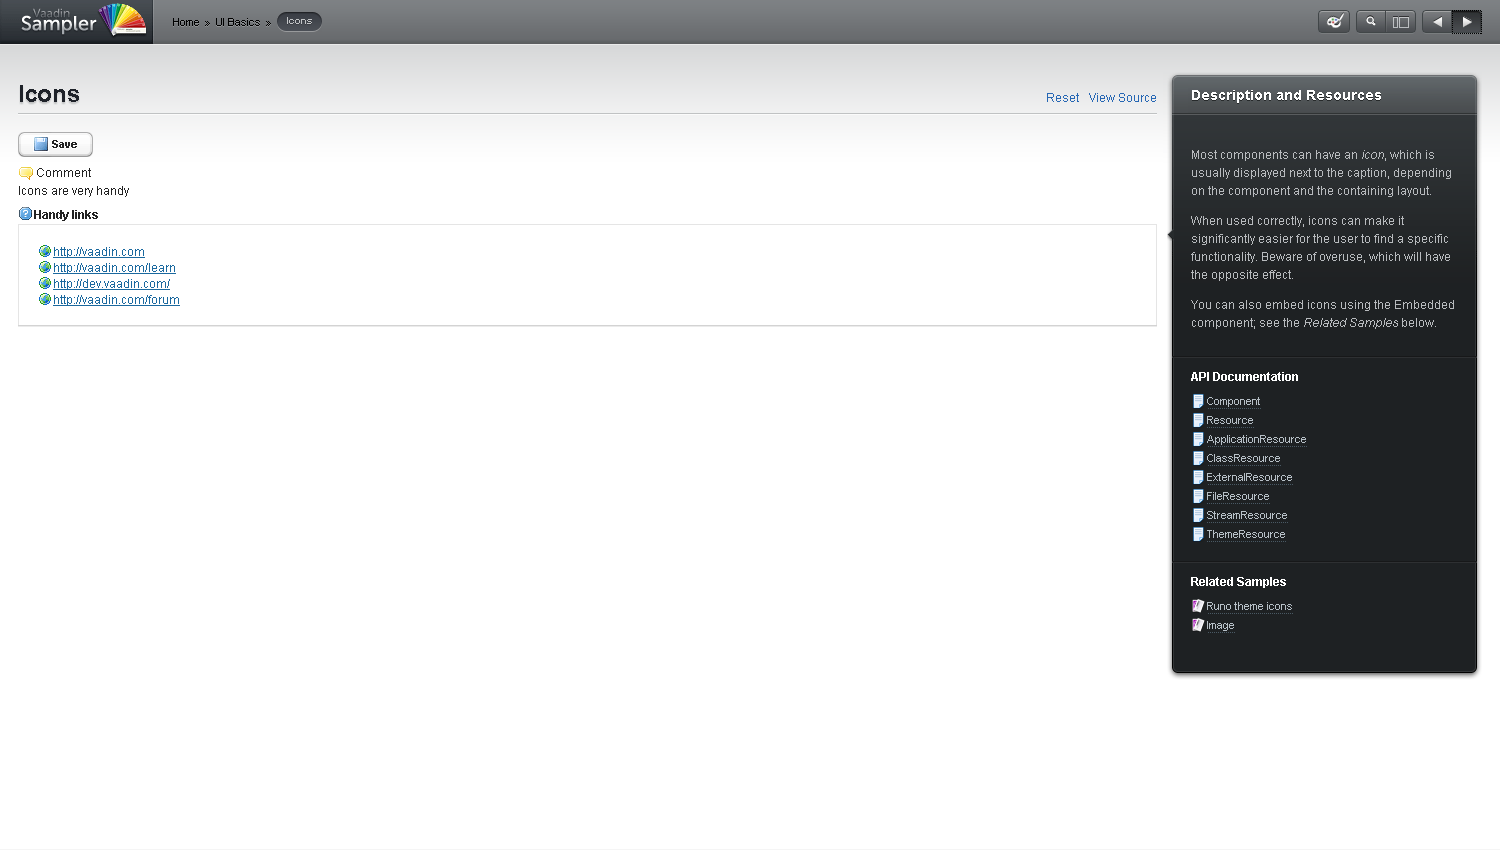 Vaadin
Sampler
Home » UI Basics » Icons
Icons
Reset View Source
Save
Comment
Icons are very handy
Handy links
http://vaadin.com
http://vaadin.com/learn
http://dev.vaadin.com/
http://vaadin.com/forum
Description and Resources
Most components can have an icon, which is
usually displayed next to the caption, depending
on the component and the containing layout.
When used correctly, icons can make it
significantly easier for the user to find a specific
functionality. Beware of overuse, which will have
the opposite effect.
You can also embed icons using the Embedded
component; see the Related Samples below.
API Documentation
Component
Resource
ApplicationResource
ClassResource
ExternalResource
FileResource
StreamResource
ThemeResource
Related Samples
Runo theme icons
Image